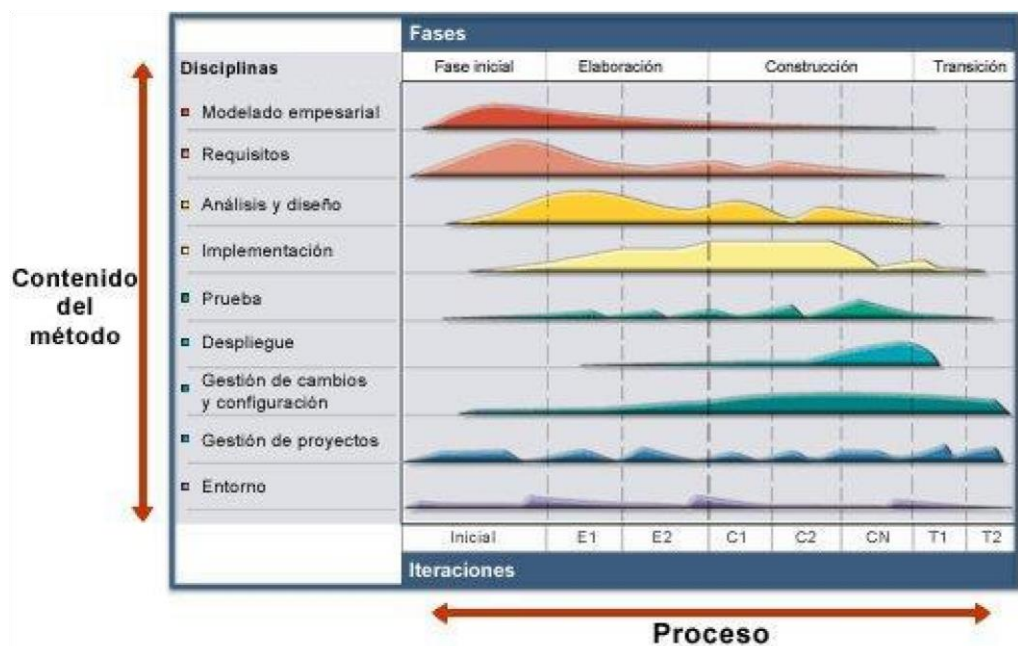 Fases
Disciplinas
Fase inicial Elaboración Construcción Transición
Modelado empesarial
Requisitos
Análisis y diseño
Implementación
Prueba
Despliegue
Gestión de cambios
y configuración
Gestión de proyectos
Entorno
Contenido
del
método
Inicial E1 E2 C1 C2 CN T1 T2
Iteraciones
Proceso